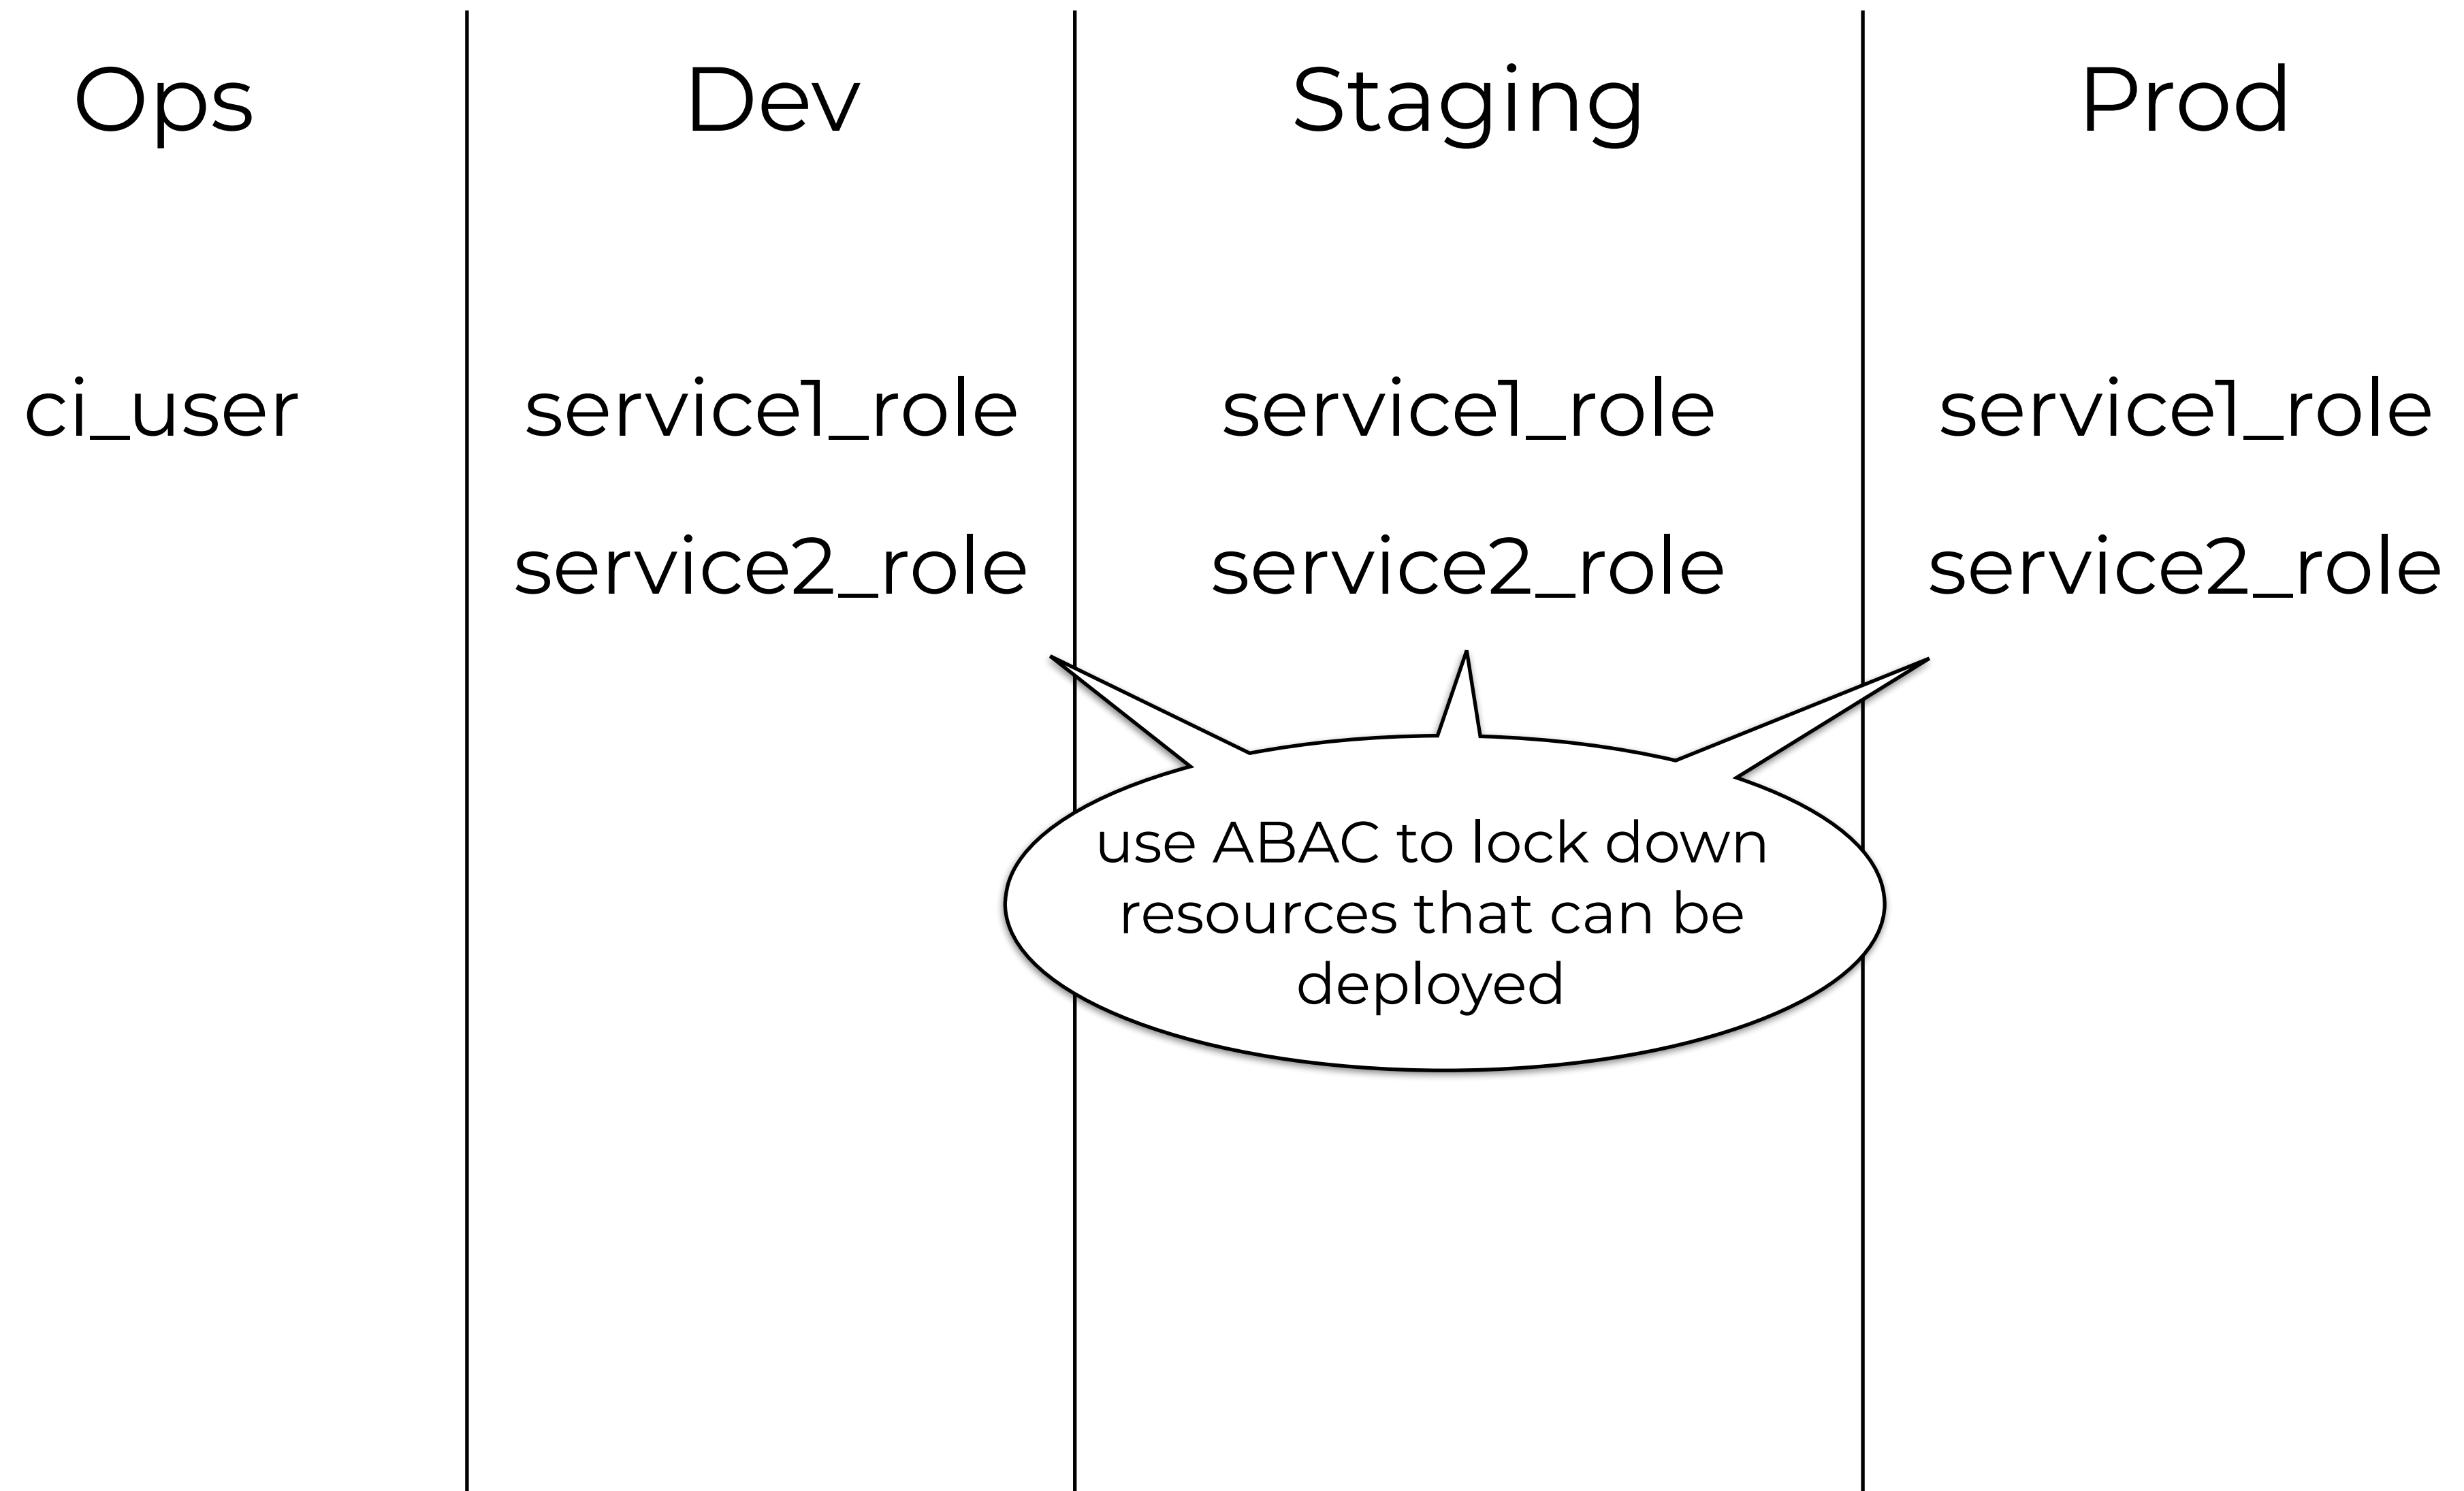 Ops
Dev
Staging
Prod
ci_user
service1_role
service1_role
service1_role
service2_role
service2_role
service2_role
use ABAC to lock down
resources that can be
deployed